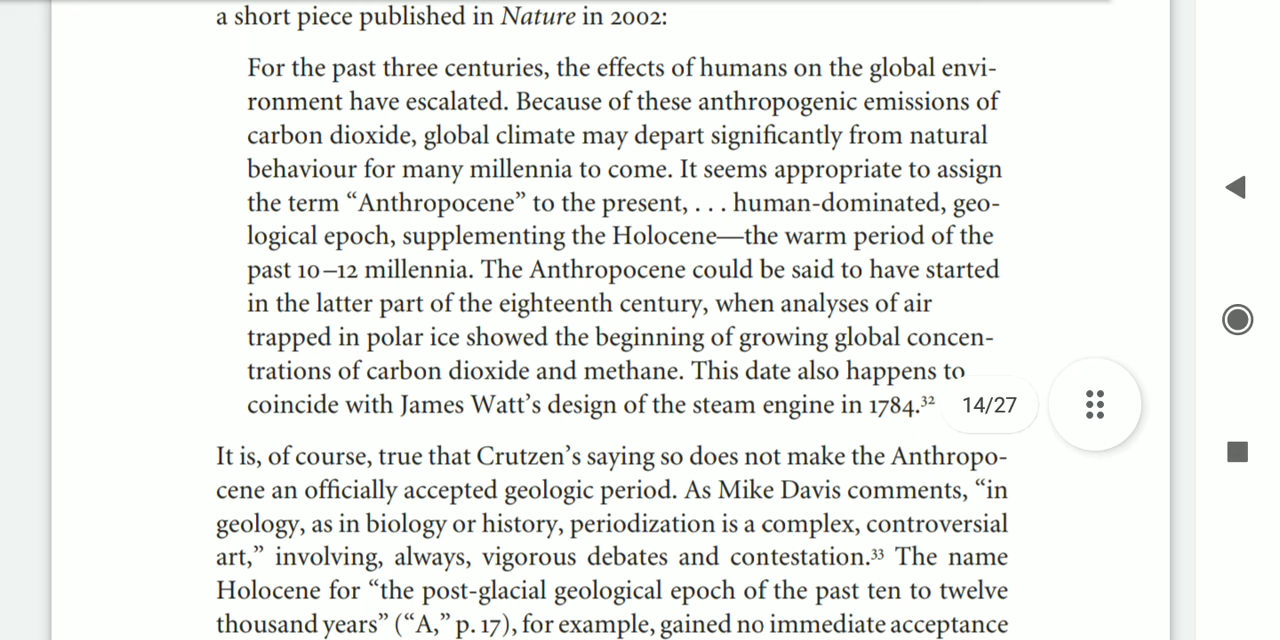 a short piece published in Nature in 2002:
For the past three centuries, the effects of humans on the global envi-
ronment have escalated. Because of these anthropogenic emissions of
carbon dioxide, global climate may depart significantly from natural
behaviour for many millennia to come. It seems appropriate to assign
the term “Anthropocene” to the present, . . . human-dominated, geo-
logical epoch, supplementing the Holocene—the warm period of the
past 10–12 millennia. The Anthropocene could be said to have started
in the latter part of the eighteenth century, when analyses of air
trapped in polar ice showed the beginning of growing global concen-
trations of carbon dioxide and methane. This date also happens to
coincide with James Watt’s design of the steam engine in 1784.³²
14/27
It is, of course, true that Crutzen’s saying so does not make the Anthropo-
cene an officially accepted geologic period. As Mike Davis comments, “in
geology, as in biology or history, periodization is a complex, controversial
art,” involving, always, vigorous debates and contestation.³³ The name
Holocene for “the post-glacial geological epoch of the past ten to twelve
thousand years” (“A,” p. 17), for example, gained no immediate acceptance